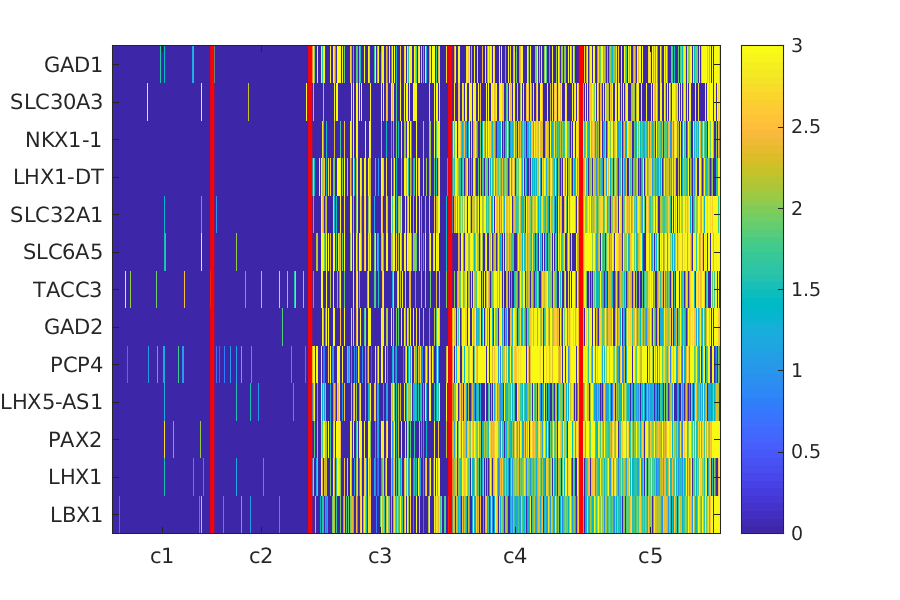 GAD1
SLC30A3
NKX1-1
LHX1-DT
SLC32A1
SLC6A5
TACC3
GAD2
PCP4
LHX5-AS1
PAX2
LHX1
LBX1
c1 c2 c3 c4 c5
3
2.5
2
1.5
1
0.5
0